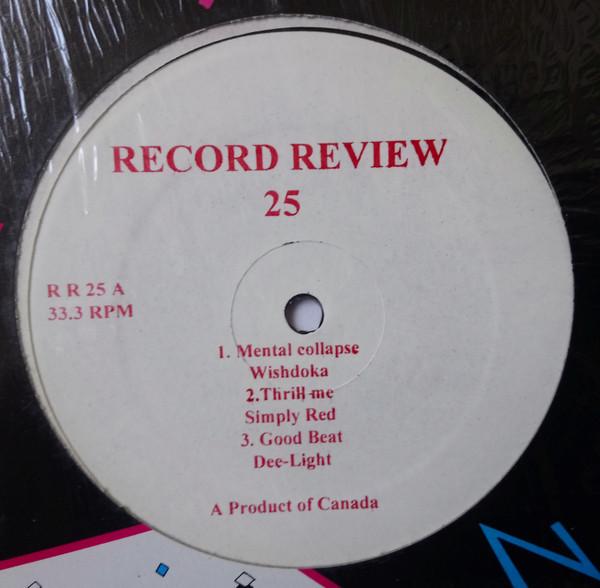 RECORD REVIEW
25
R R 25 A
33.3 RPM
1. Mental collapse
Wishdoka
2.Thrill me
Simply Red
3. Good Beat
Dee-Light
A Product of Canada